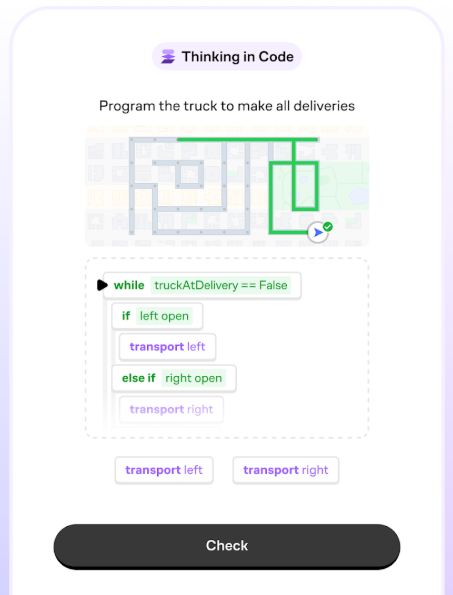 Thinking in Code
Program the truck to make all deliveries
while truckAtDelivery == False
if left open
transport left
else if right open
transport right
transport left transport right
Check